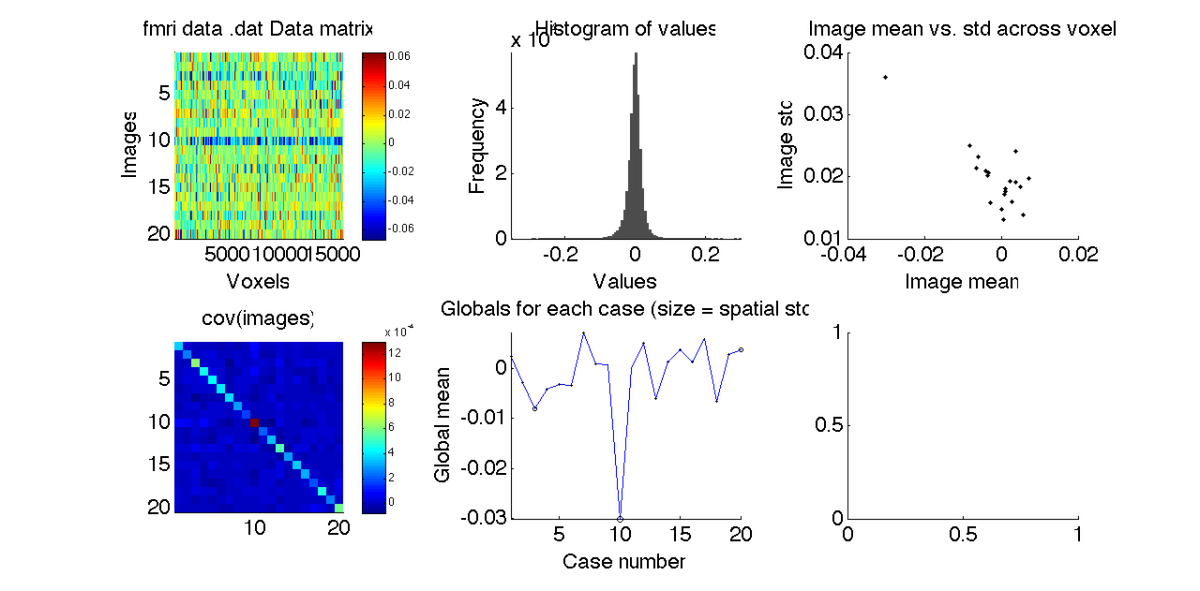 fmri data .dat Data matrix
0.06
0.04
0.02
0
-0.02
-0.04
-0.06
Images
5
10
15
20
5000 10000 15000
Voxels
Histogram of values
x 10
4
2
0
Frequency
-0.2 0 0.2
Values
Image mean vs. std across voxel
0.04
0.03
0.02
0.01
Image std
-0.04 -0.02 0 0.02
Image mean
cov(images)
x 10⁻⁴
12
10
8
6
4
2
0
5
10
15
20
10 20
Globals for each case (size = spatial std
0
-0.01
-0.02
-0.03
Global mean
5 10 15 20
Case number
1
0.5
0
0 0.5 1